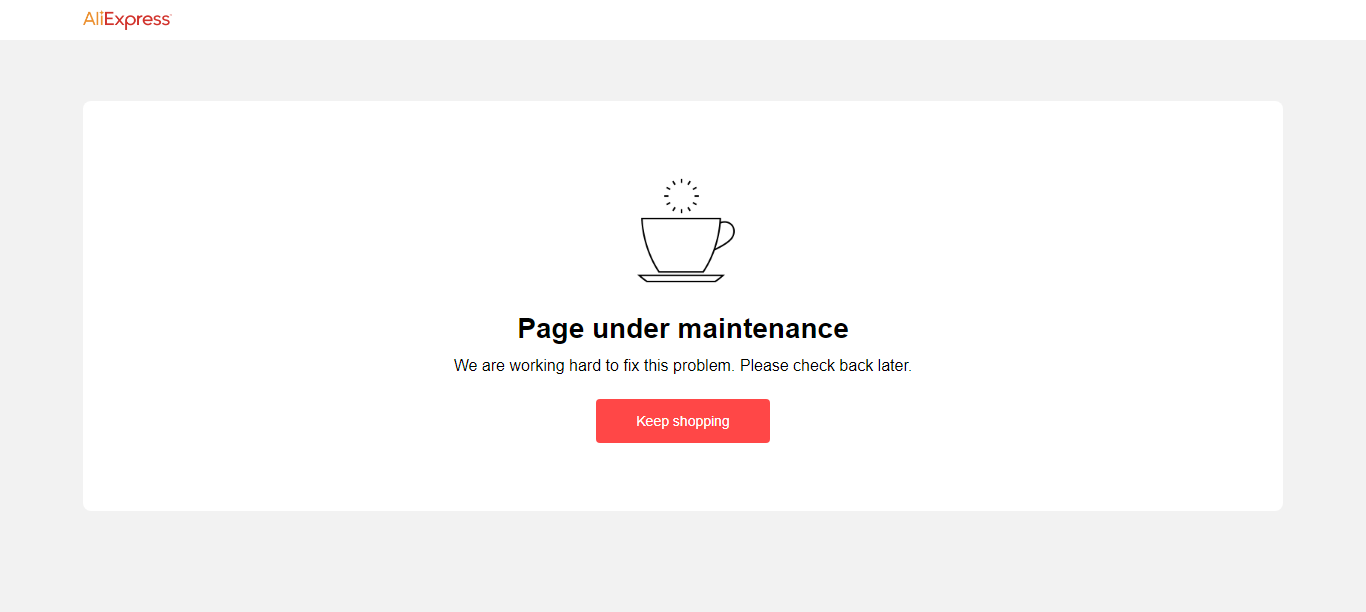 AliExpress
Page under maintenance
We are working hard to fix this problem. Please check back later.
Keep shopping